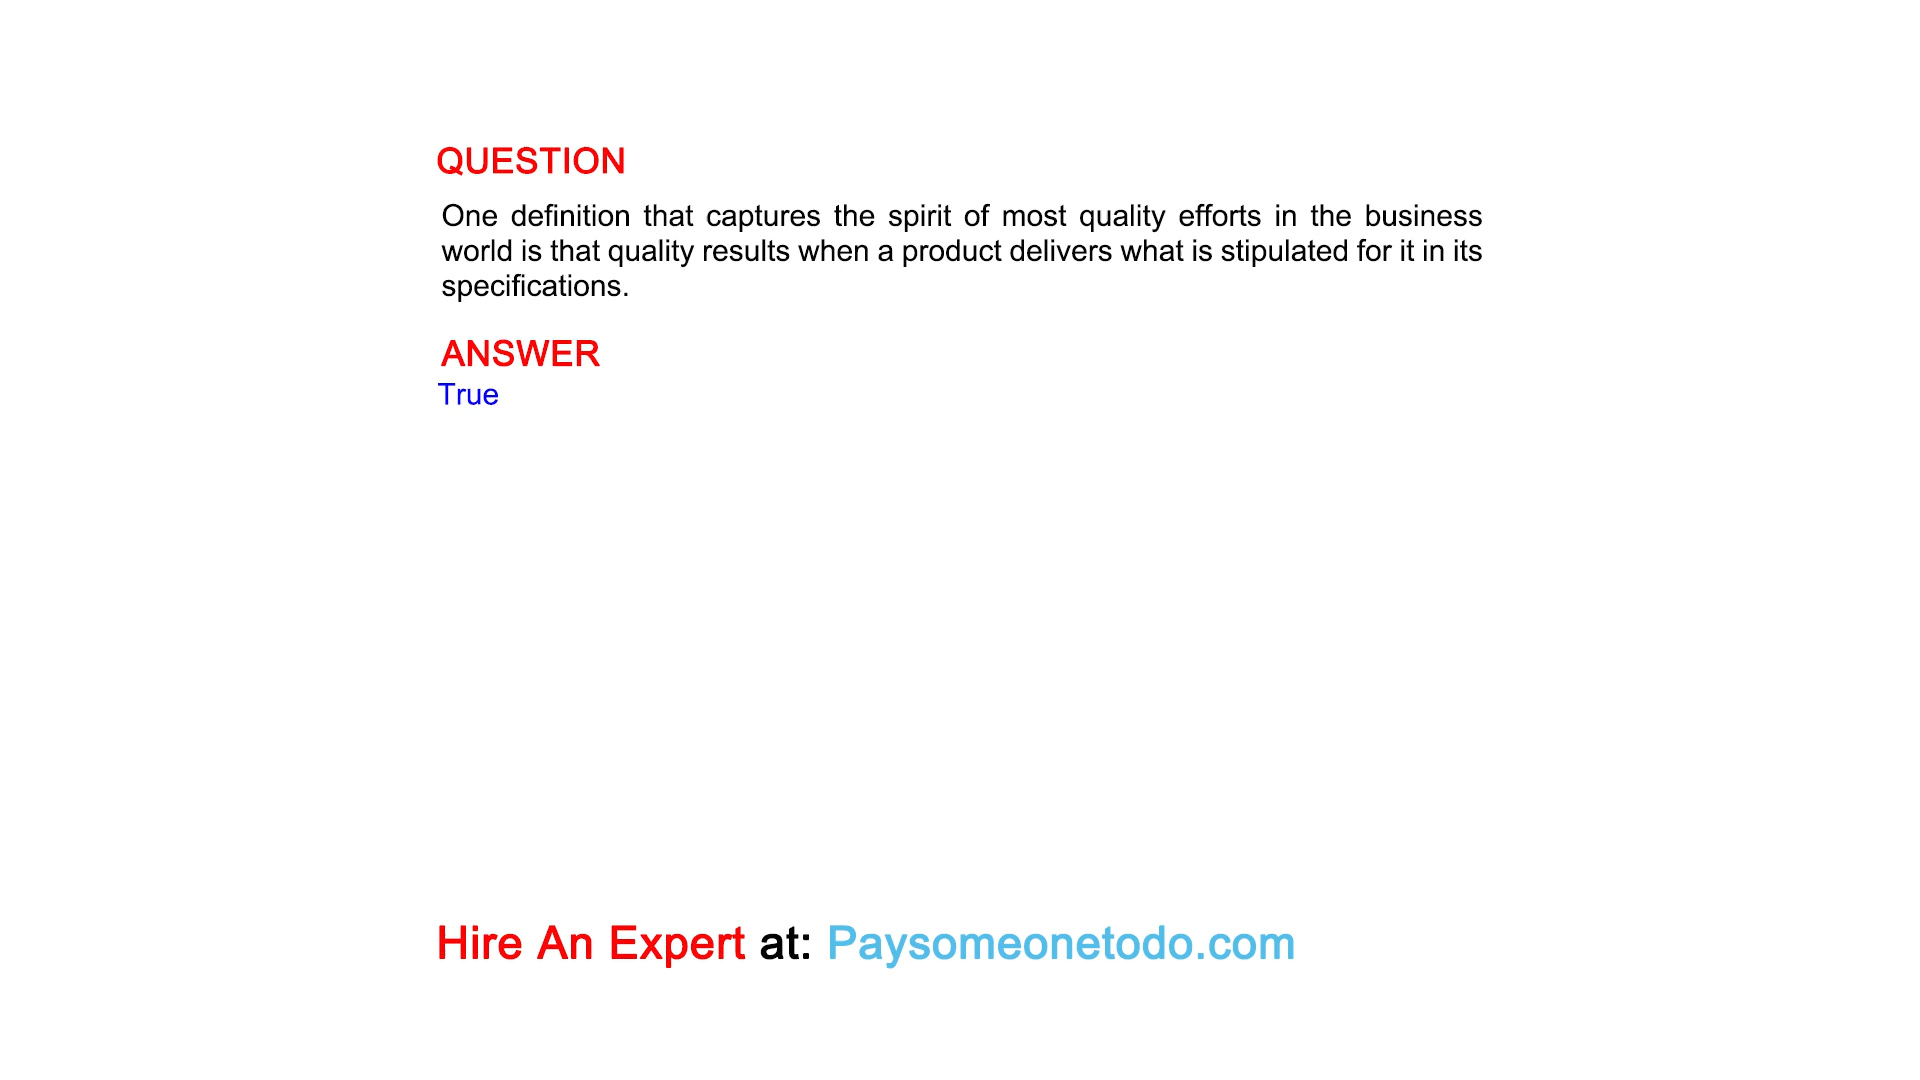 QUESTION
One definition that captures the spirit of most quality efforts in the business
world is that quality results when a product delivers what is stipulated for it in its
specifications.
ANSWER
True
Hire An Expert at: Paysomeonetodo.com